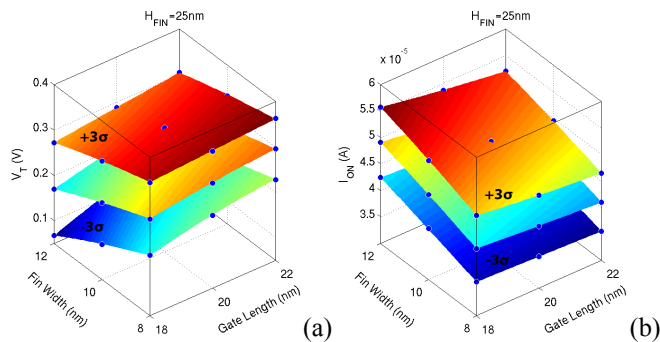 H_FIN=25nm
0.4
0.3
0.2
0.1
V_T (V)
+3σ
-3σ
12
10
8
Fin Width (nm)
18
20
22
Gate Length (nm)
(a)
H_FIN=25nm
x 10^-5
6
5.5
5
4.5
4
3.5
I_ON (A)
+3σ
-3σ
12
10
8
Fin Width (nm)
18
20
22
Gate Length (nm)
(b)